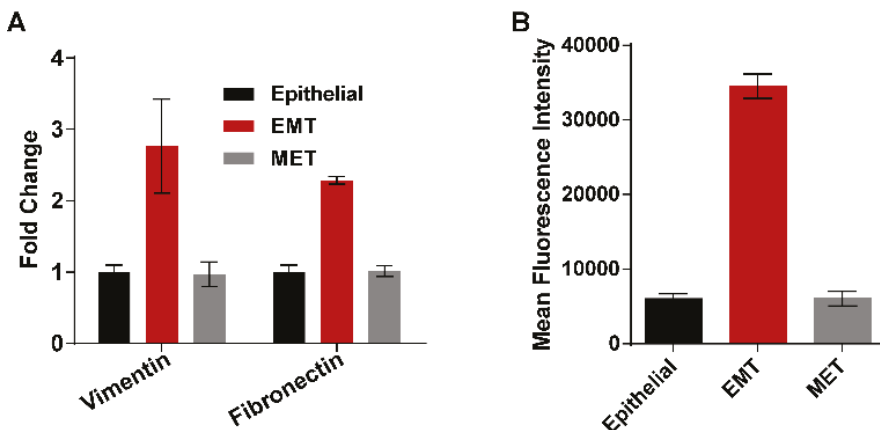 A
Fold Change
4
3
2
1
0
Epithelial
EMT
MET
Vimentin
Fibronectin
B
Mean Fluorescence Intensity
40000
30000
20000
10000
0
Epithelial
EMT
MET